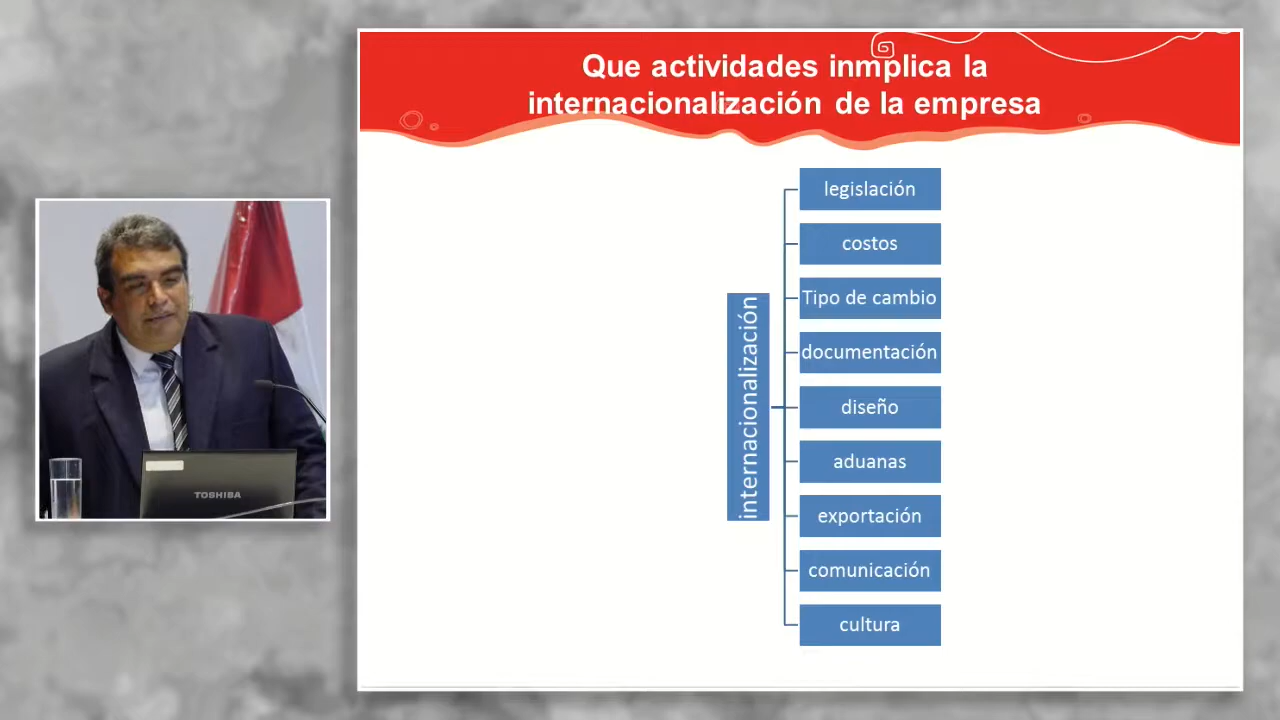 Que actividades inmplica la
internacionalización de la empresa
internacionalización
legislación
costos
Tipo de cambio
documentación
diseño
aduanas
exportación
comunicación
cultura
TOSHIBA